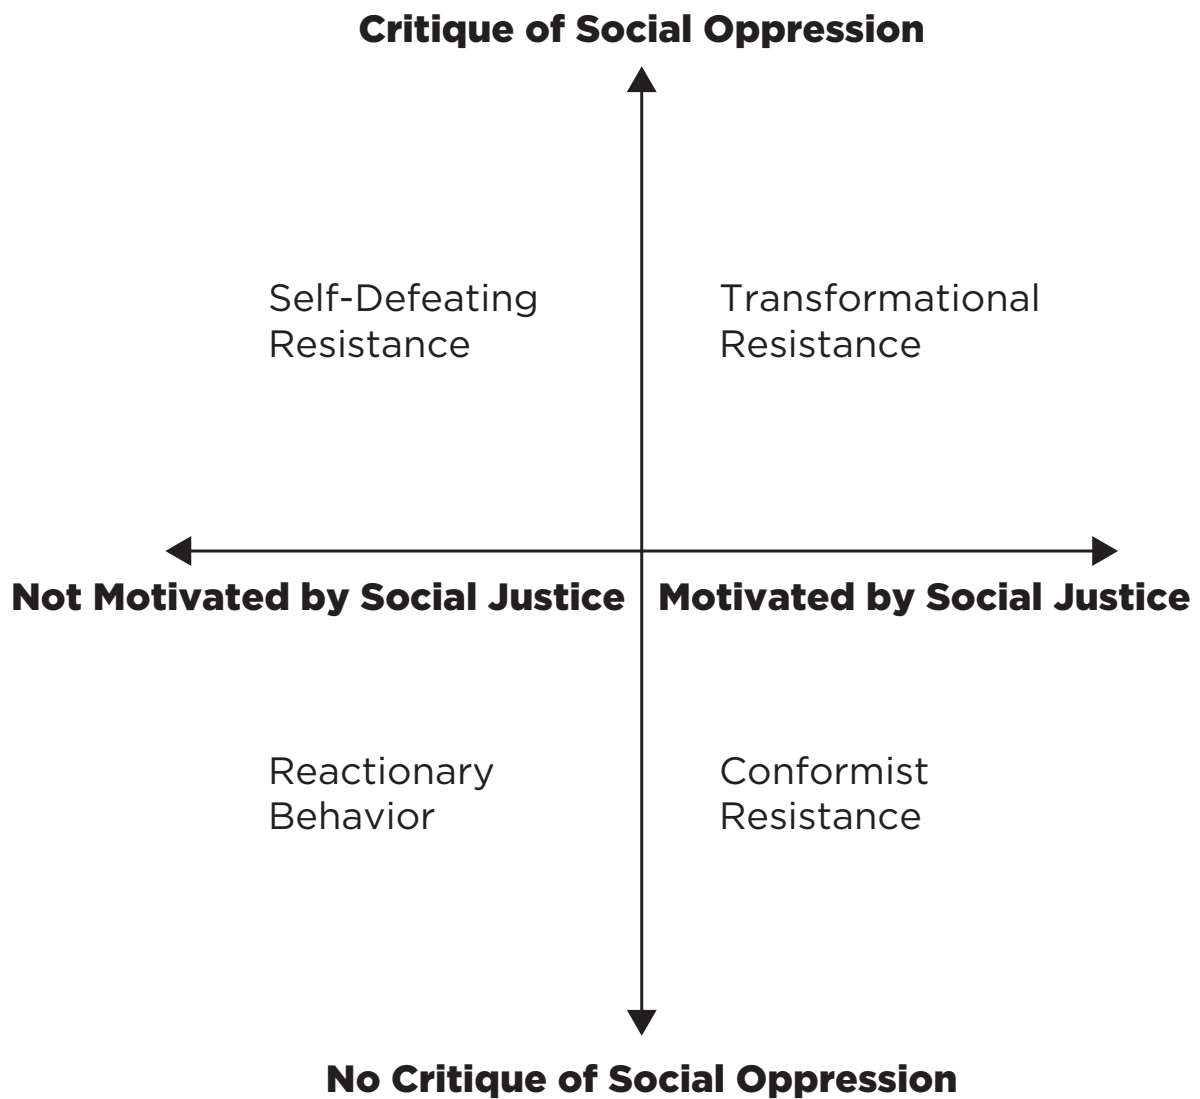 Critique of Social Oppression
Self-Defeating
Resistance
Transformational
Resistance
Not Motivated by Social Justice
Motivated by Social Justice
Reactionary
Behavior
Conformist
Resistance
No Critique of Social Oppression